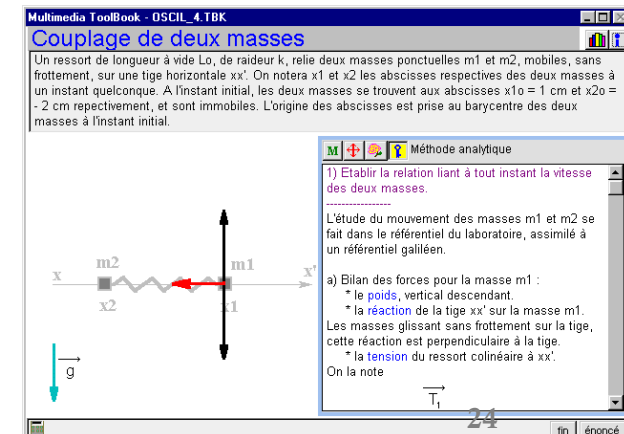 Multimedia ToolBook - OSCIL_4.TBK
Couplage de deux masses
Un ressort de longueur à vide Lo, de raideur k, relie deux masses ponctuelles m1 et m2, mobiles, sans
frottement, sur une tige horizontale xx'. On notera x1 et x2 les abscisses respectives des deux masses à
un instant quelconque. A l'instant initial, les deux masses se trouvent aux abscisses x1o = 1 cm et x2o =
- 2 cm repectivement, et sont immobiles. L'origine des abscisses est prise au barycentre des deux
masses à l'instant initial.
M
Méthode analytique
1) Etablir la relation liant à tout instant la vitesse
des deux masses.
-----------------
L'étude du mouvement des masses m1 et m2 se
fait dans le référentiel du laboratoire, assimilé à
un référentiel galiléen.
a) Bilan des forces pour la masse m1 :
* le poids, vertical descendant.
* la réaction de la tige xx' sur la masse m1.
Les masses glissant sans frottement sur la tige,
cette réaction est perpendiculaire à la tige.
* la tension du ressort colinéaire à xx'.
On la note
T1
x
m2
m1
x'
x2
x1
g
24
fin
énoncé